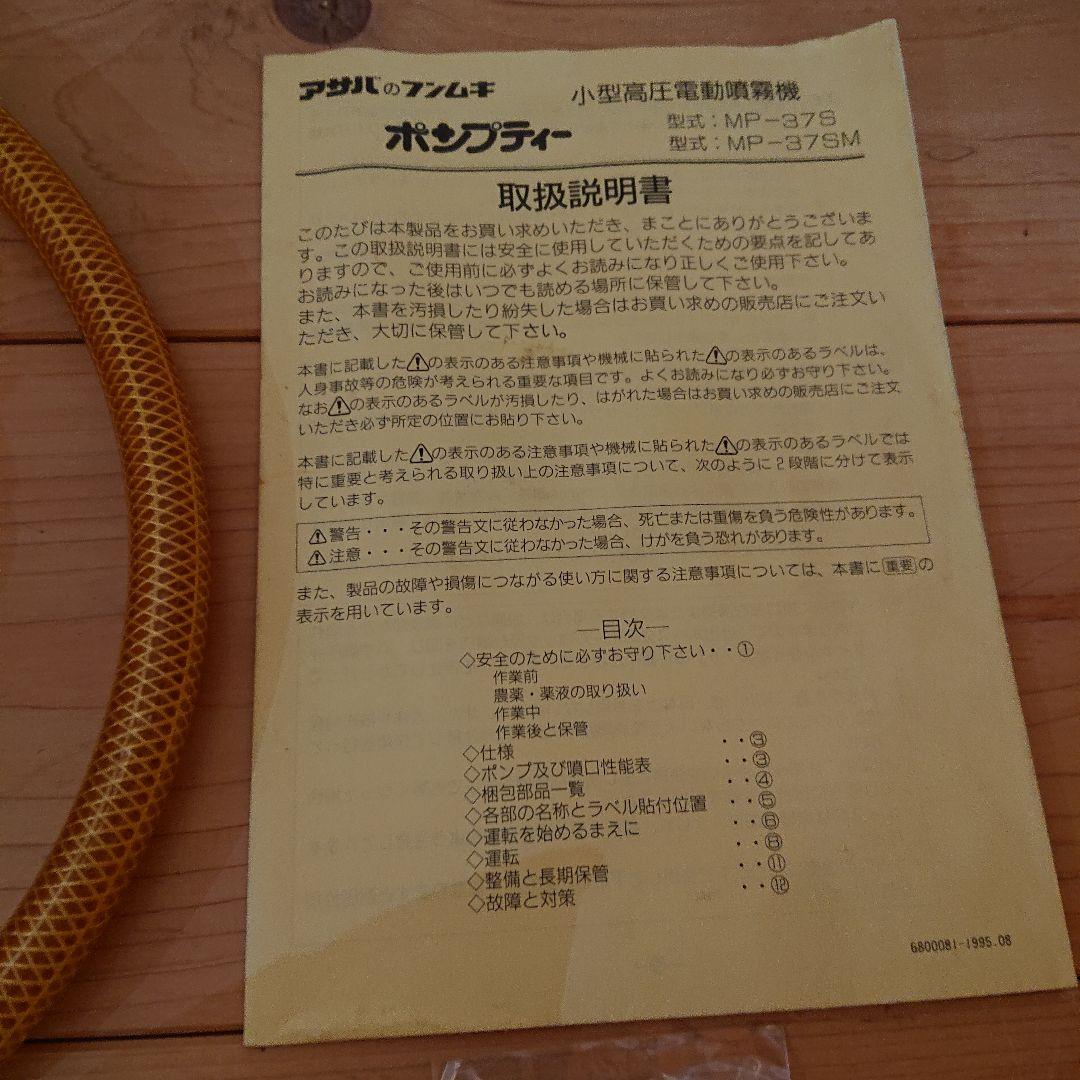 アサバのフンムキ 小型高圧電動噴霧機
ポンプティー 型式：MP-37S
型式：MP-37SM
取扱説明書
このたびは本製品をお買い求めいただき、まことにありがとうございま
す。この取扱説明書には安全に使用していただくための要点を記してあ
りますので、ご使用前に必ずよくお読みになり正しくご使用下さい。
お読みになった後はいつでも読める場所に保管して下さい。
また、本書を汚損したり紛失した場合はお買い求めの販売店にご注文い
ただき、大切に保管して下さい。
本書に記載した⚠の表示のある注意事項や機械に貼られた⚠の表示のあるラベルは、
人身事故等の危険が考えられる重要な項目です。よくお読みになり必ずお守り下さい。
なお⚠の表示のあるラベルが汚損したり、はがれた場合はお買い求めの販売店にご注文
いただき必ず所定の位置にお貼り下さい。
本書に記載した⚠の表示のある注意事項や機械に貼られた⚠の表示のあるラベルでは
特に重要と考えられる取り扱い上の注意事項について、次のように2段階に分けて表示
しています。
⚠警告・・・その警告文に従わなかった場合、死亡または重傷を負う危険性があります。
⚠注意・・・その警告文に従わなかった場合、けがを負う恐れがあります。
また、製品の故障や損傷につながる使い方に関する注意事項については、本書に重要の
表示を用いています。
―目次―
◇安全のために必ずお守り下さい・・①
作業前
農薬・薬液の取り扱い
作業中
作業後と保管
◇仕様 ・・③
◇ポンプ及び噴口性能表 ・・③
◇梱包部品一覧 ・・④
◇各部の名称とラベル貼付位置 ・・⑤
◇運転を始めるまえに ・・⑥
◇運転 ・・⑧
◇整備と長期保管 ・・⑪
◇故障と対策 ・・⑫
6800081-1995.08